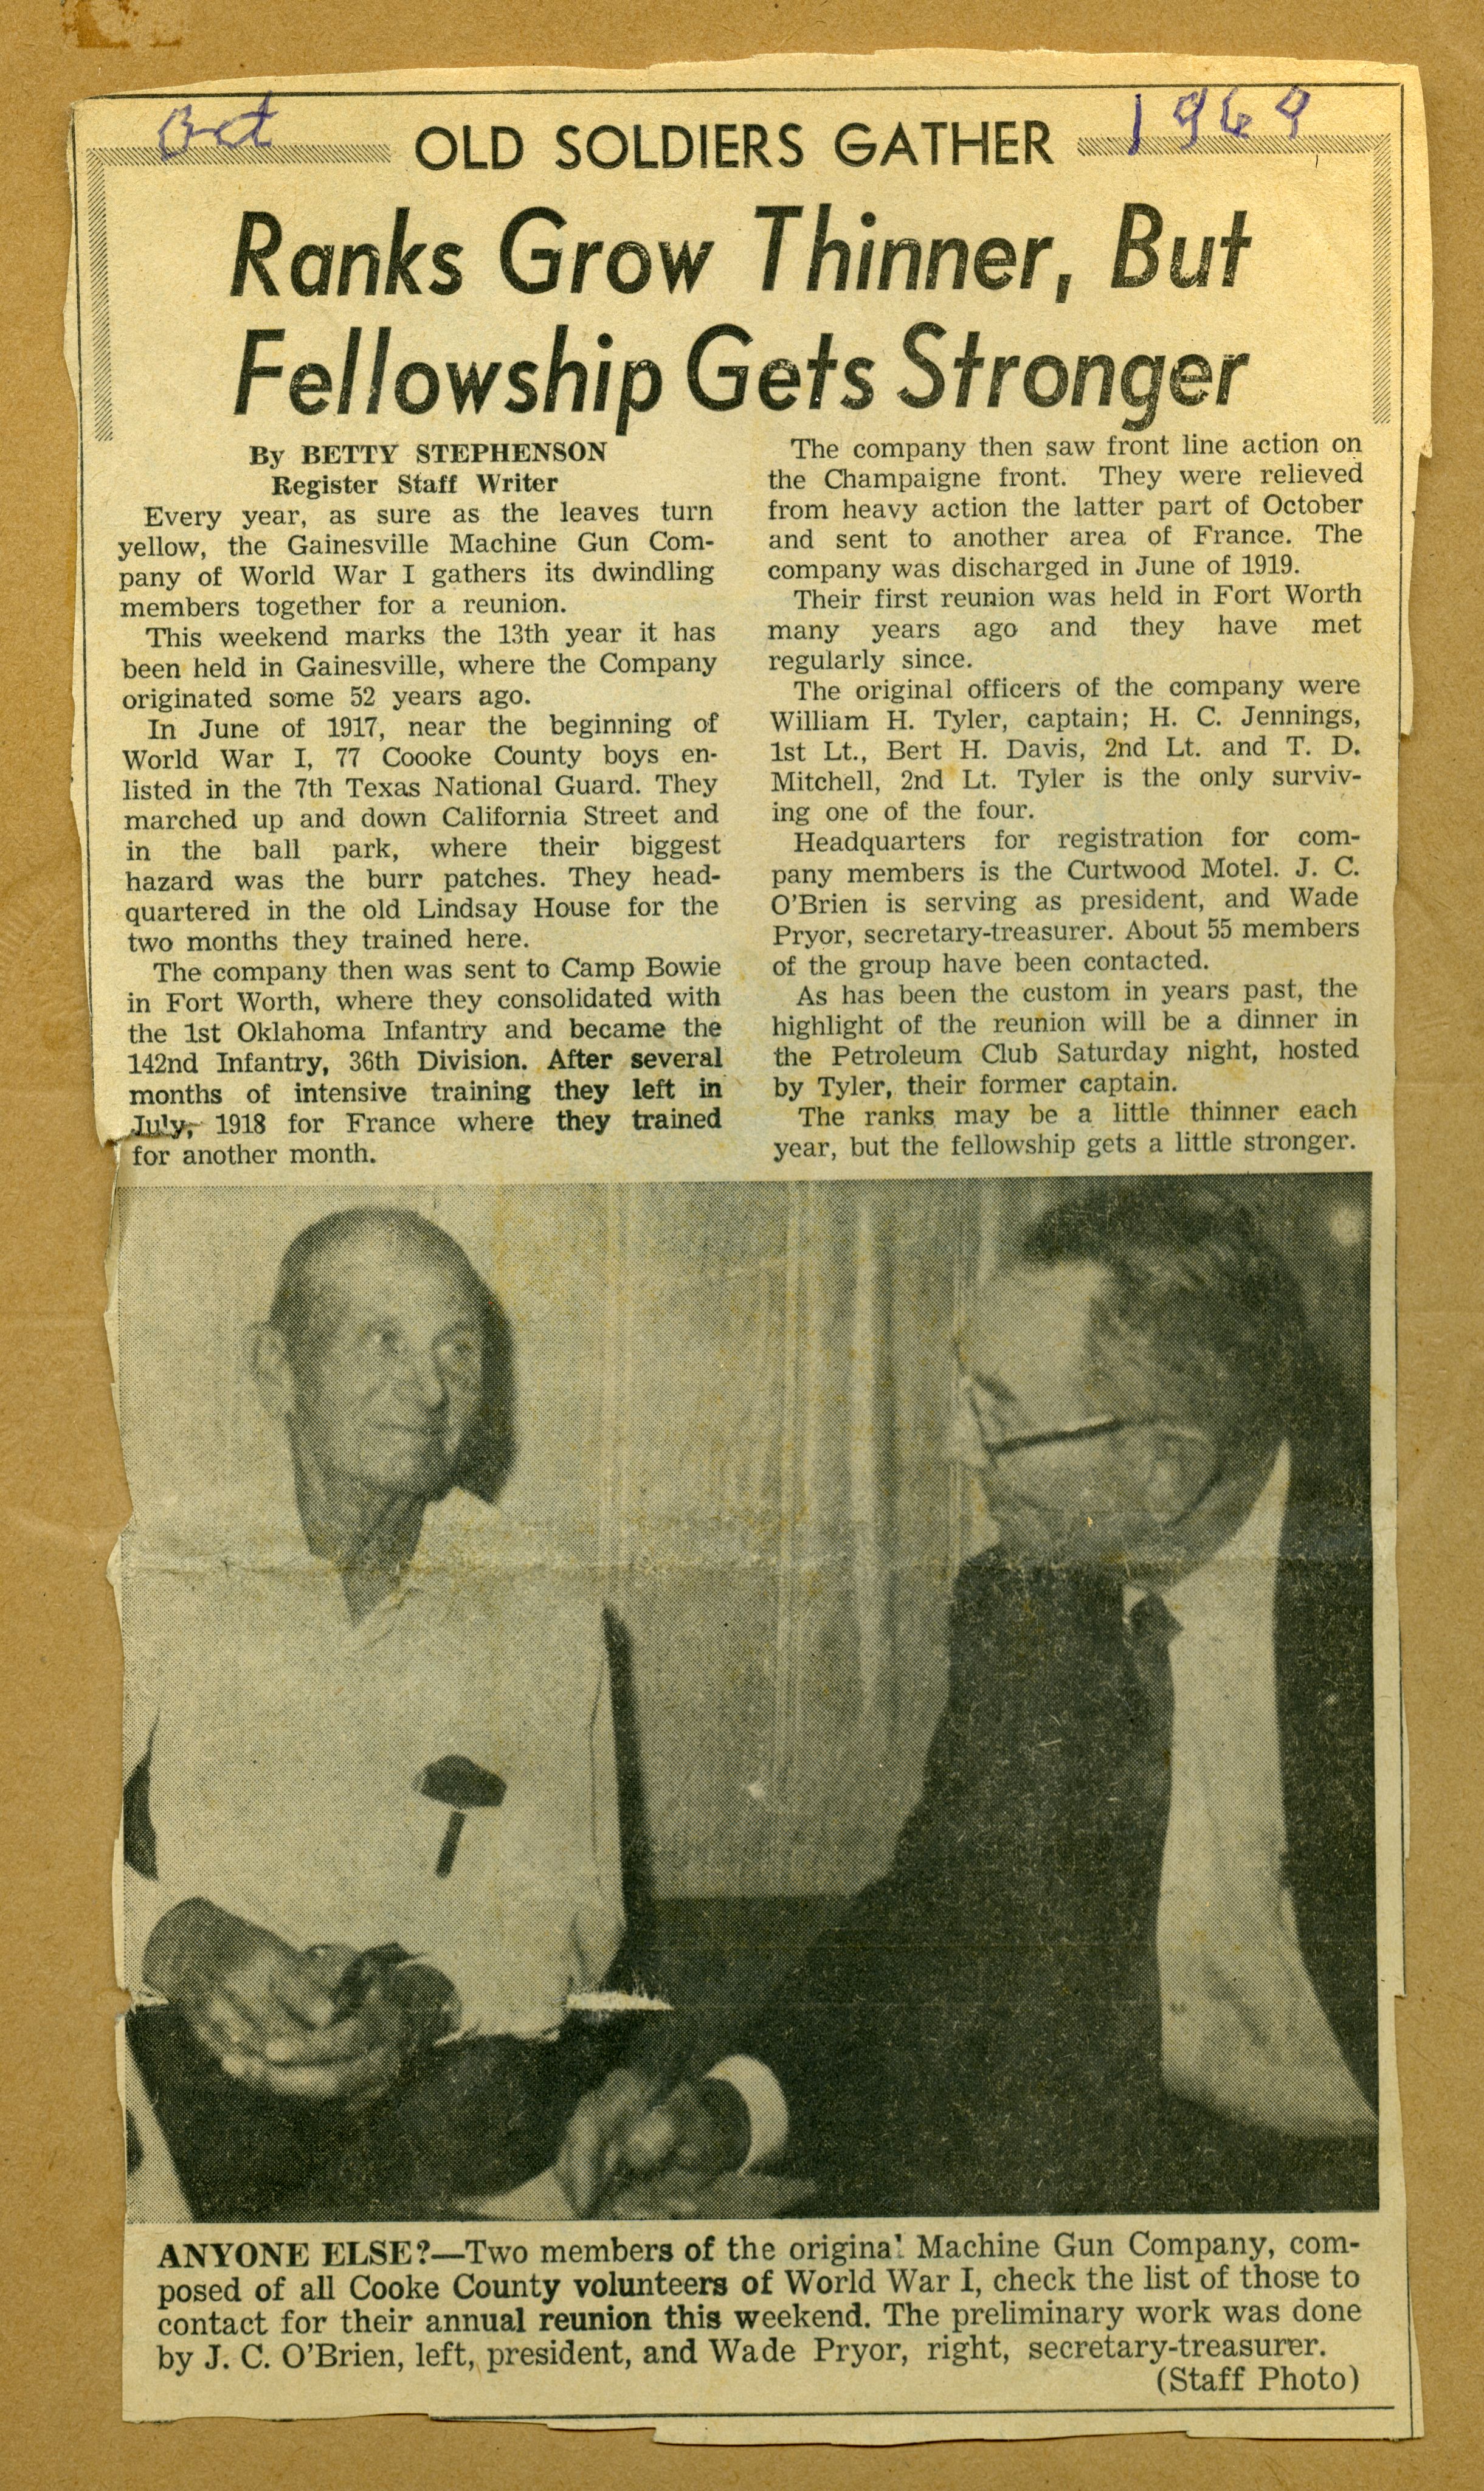 Oct
1969
OLD SOLDIERS GATHER
Ranks Grow Thinner, But
Fellowship Gets Stronger
By BETTY STEPHENSON
Register Staff Writer
Every year, as sure as the leaves turn
yellow, the Gainesville Machine Gun Com-
pany of World War I gathers its dwindling
members together for a reunion.
This weekend marks the 13th year it has
been held in Gainesville, where the Company
originated some 52 years ago.
In June of 1917, near the beginning of
World War I, 77 Coooke County boys en-
listed in the 7th Texas National Guard. They
marched up and down California Street and
in the ball park, where their biggest
hazard was the burr patches. They head-
quartered in the old Lindsay House for the
two months they trained here.
The company then was sent to Camp Bowie
in Fort Worth, where they consolidated with
the 1st Oklahoma Infantry and became the
142nd Infantry, 36th Division. After several
months of intensive training they left in
July, 1918 for France where they trained
for another month.
The company then saw front line action on
the Champaigne front. They were relieved
from heavy action the latter part of October
and sent to another area of France. The
company was discharged in June of 1919.
Their first reunion was held in Fort Worth
many years ago and they have met
regularly since.
The original officers of the company were
William H. Tyler, captain; H. C. Jennings,
1st Lt., Bert H. Davis, 2nd Lt. and T. D.
Mitchell, 2nd Lt. Tyler is the only surviv-
ing one of the four.
Headquarters for registration for com-
pany members is the Curtwood Motel. J. C.
O'Brien is serving as president, and Wade
Pryor, secretary-treasurer. About 55 members
of the group have been contacted.
As has been the custom in years past, the
highlight of the reunion will be a dinner in
the Petroleum Club Saturday night, hosted
by Tyler, their former captain.
The ranks may be a little thinner each
year, but the fellowship gets a little stronger.
ANYONE ELSE?—Two members of the original Machine Gun Company, com-
posed of all Cooke County volunteers of World War I, check the list of those to
contact for their annual reunion this weekend. The preliminary work was done
by J. C. O'Brien, left, president, and Wade Pryor, right, secretary-treasurer.
(Staff Photo)